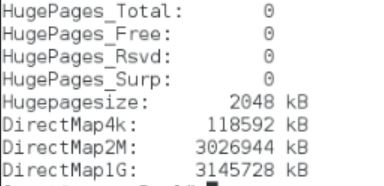 HugePages_Total:       0
HugePages_Free:        0
HugePages_Rsvd:        0
HugePages_Surp:        0
Hugepagesize:       2048 kB
DirectMap4k:      118592 kB
DirectMap2M:     3026944 kB
DirectMap1G:     3145728 kB